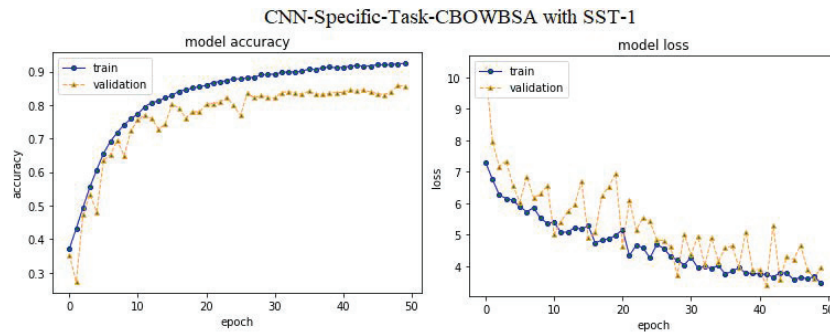 CNN-Specific-Task-CBOWBSA with SST-1
model accuracy
train
validation
accuracy
0.9
0.8
0.7
0.6
0.5
0.4
0.3
0 10 20 30 40 50
epoch
model loss
train
validation
loss
10
9
8
7
6
5
4
0 10 20 30 40 50
epoch